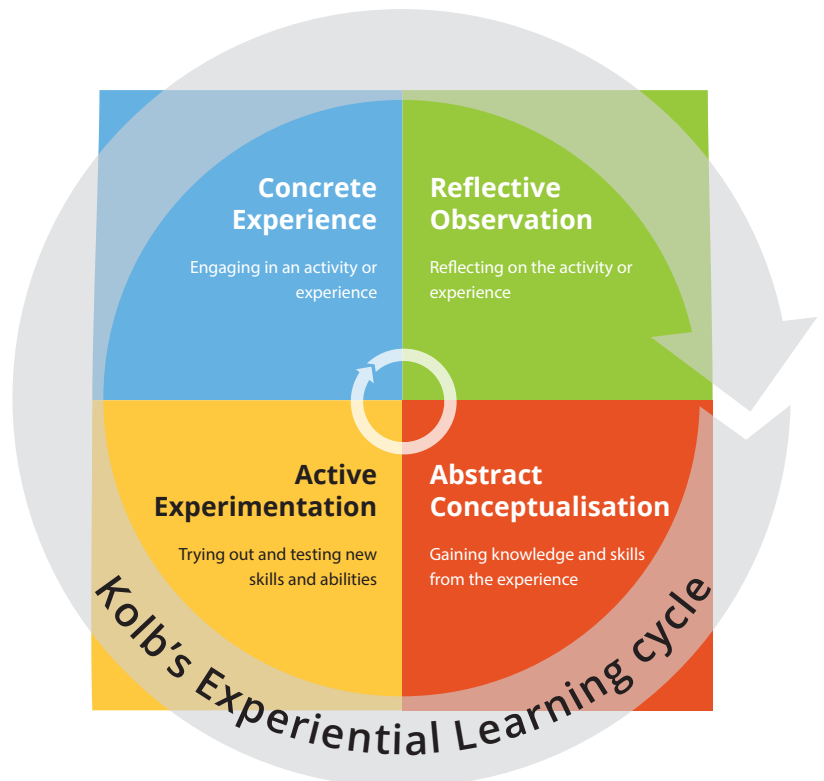 Concrete
Experience
Engaging in an activity or
experience
Reflective
Observation
Reflecting on the activity or
experience
Active
Experimentation
Trying out and testing new
skills and abilities
Abstract
Conceptualisation
Gaining knowledge and skills
from the experience
Kolb's Experiential Learning cycle